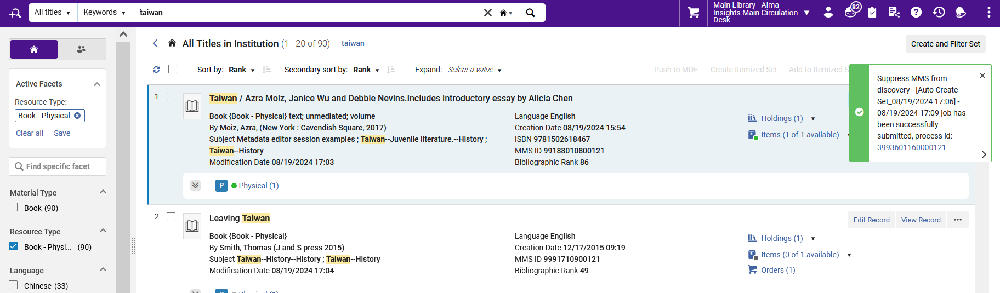 All titles
Keywords
taiwan
Main Library - Alma
Insights Main Circulation
Desk
82
All Titles in Institution (1 - 20 of 90)
taiwan
Create and Filter Set
Sort by: Rank
Secondary sort by: Rank
Expand: Select a value
Push to MDE
Create Itemized Set
Add to Itemized S
Active Facets
Resource Type:
Book - Physical
Clear all
Save
Find specific facet
Material Type
Book (90)
Resource Type
Book - Physi... (90)
Language
Chinese (33)
1
Taiwan / Azra Moiz, Janice Wu and Debbie Nevins.Includes introductory essay by Alicia Chen
Book {Book - Physical} text; unmediated; volume
By Moiz, Azra, (New York : Cavendish Square, 2017)
Subject Metadata editor session examples ; Taiwan--Juvenile literature.--History ;
Taiwan--History
Modification Date 08/19/2024 17:03
Language English
Creation Date 08/19/2024 15:54
ISBN 9781502618467
MMS ID 99188010800121
Bibliographic Rank 86
Holdings (1)
Items (1 of 1 available)
P
Physical (1)
Suppress MMS from
discovery - [Auto Create
Set_08/19/2024 17:06] -
08/19/2024 17:09 job has
been successfully
submitted, process id:
3993601160000121
2
Leaving Taiwan
Book {Book - Physical}
By Smith, Thomas (J and S press 2015)
Subject Taiwan--History--History ; Taiwan--History
Modification Date 08/19/2024 17:04
Language English
Creation Date 12/17/2015 09:19
MMS ID 9991710900121
Bibliographic Rank 49
Edit Record
View Record
Holdings (1)
Items (0 of 1 available)
Orders (1)
P
Physical (1)